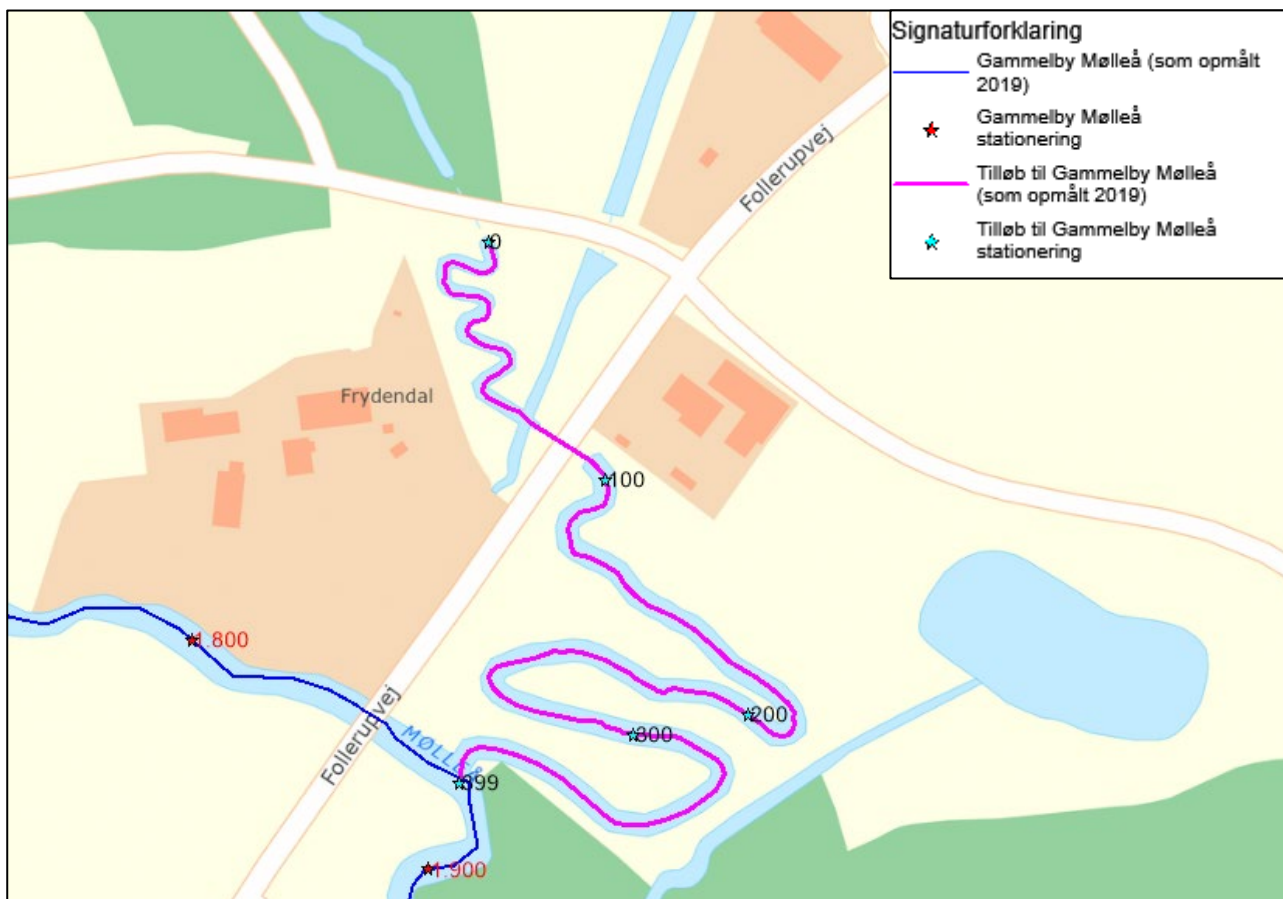 Signaturforklaring
Gammelby Mølleå (som opmålt
2019)
Gammelby Mølleå
stationering
Tilløb til Gammelby Mølleå
(som opmålt 2019)
Tilløb til Gammelby Mølleå
stationering
Follerupvej
0
Frydendal
100
1.800
200
300
Follerupvej
MØLLEÅ
399
1.900